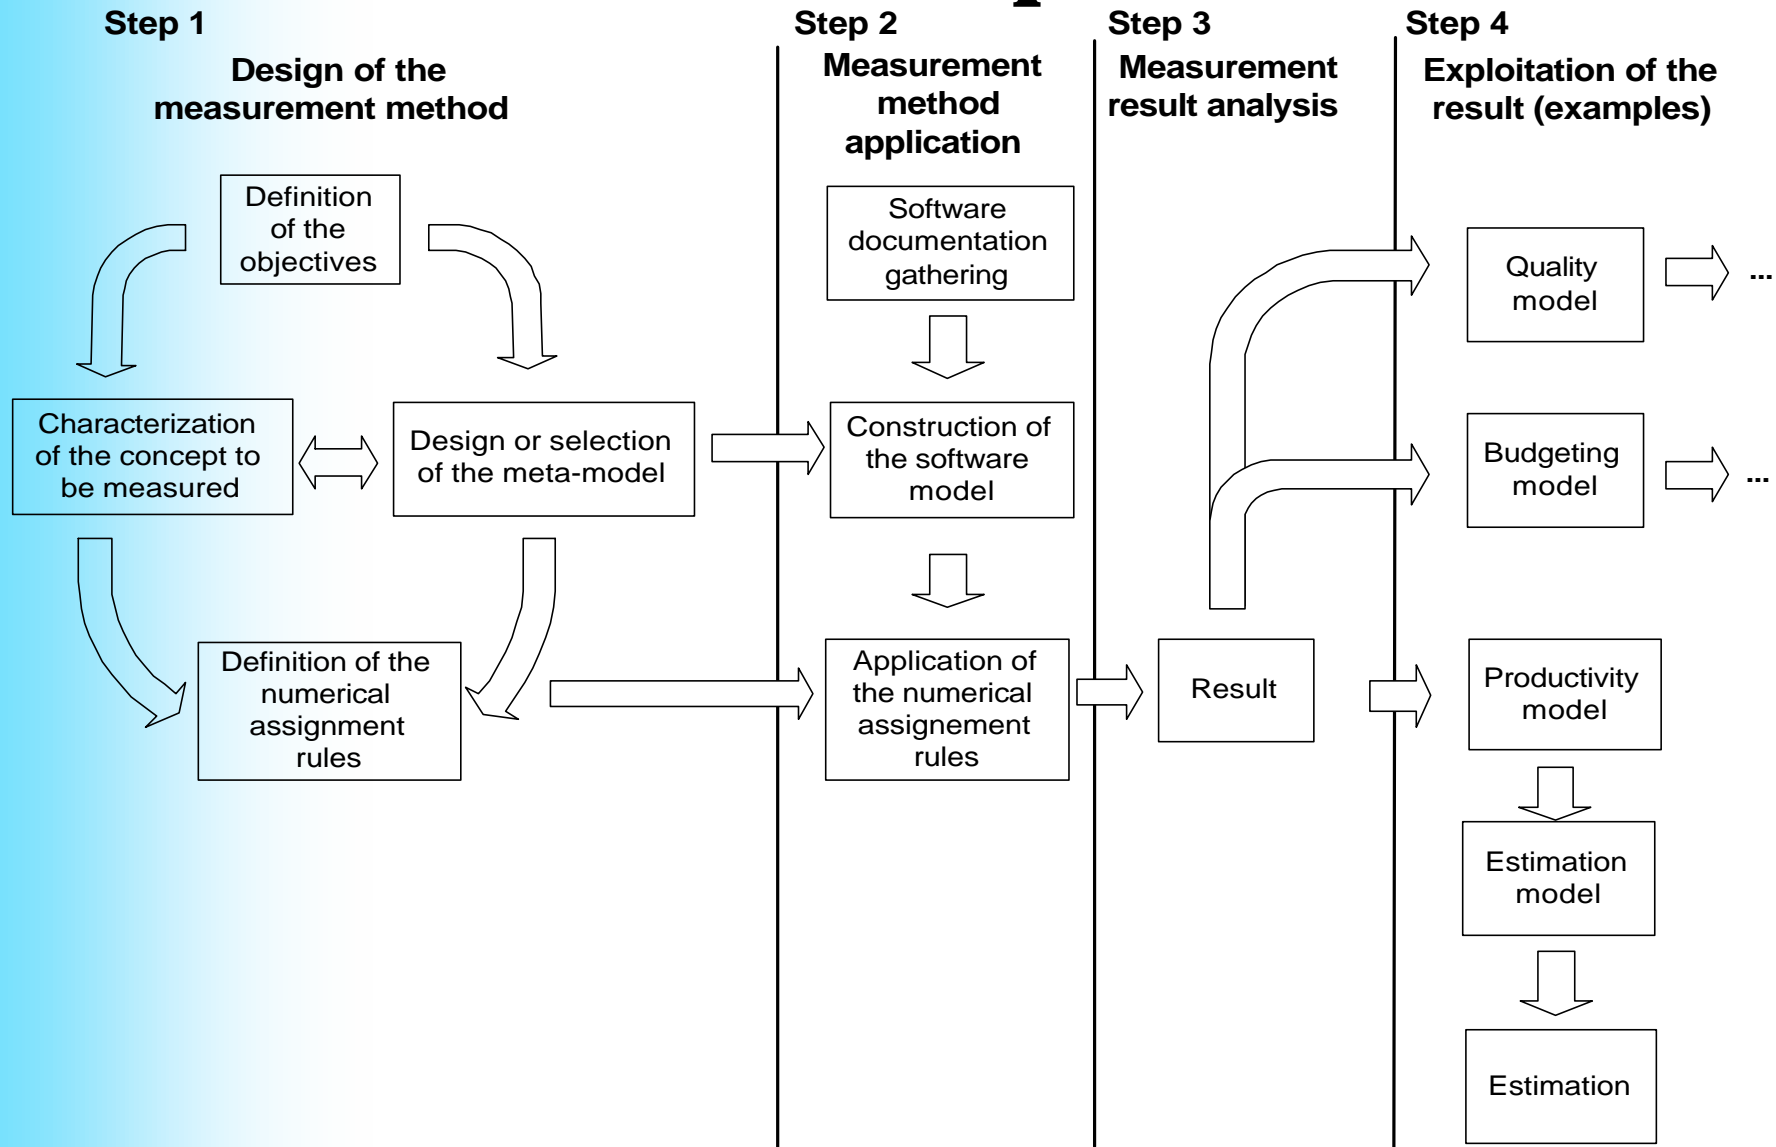 Step 1
Design of the
measurement method
Definition
of the
objectives
Characterization
of the concept to
be measured
Design or selection
of the meta-model
Definition of the
numerical
assignment
rules
Step 2
Measurement
method
application
Software
documentation
gathering
Construction of
the software
model
Application of
the numerical
assignement
rules
Step 3
Measurement
result analysis
Result
Step 4
Exploitation of the
result (examples)
Quality
model
...
Budgeting
model
...
Productivity
model
Estimation
model
Estimation